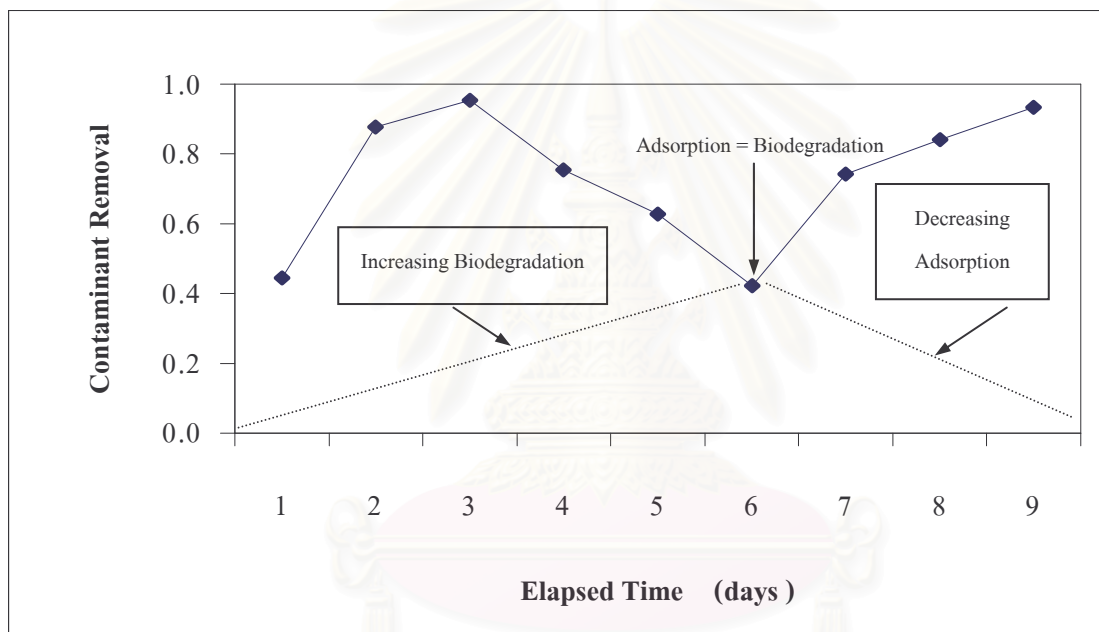 Contaminant Removal
1.0
0.8
0.6
0.4
0.2
0.0
Adsorption = Biodegradation
Increasing Biodegradation
Decreasing
Adsorption
1 2 3 4 5 6 7 8 9
Elapsed Time (days )